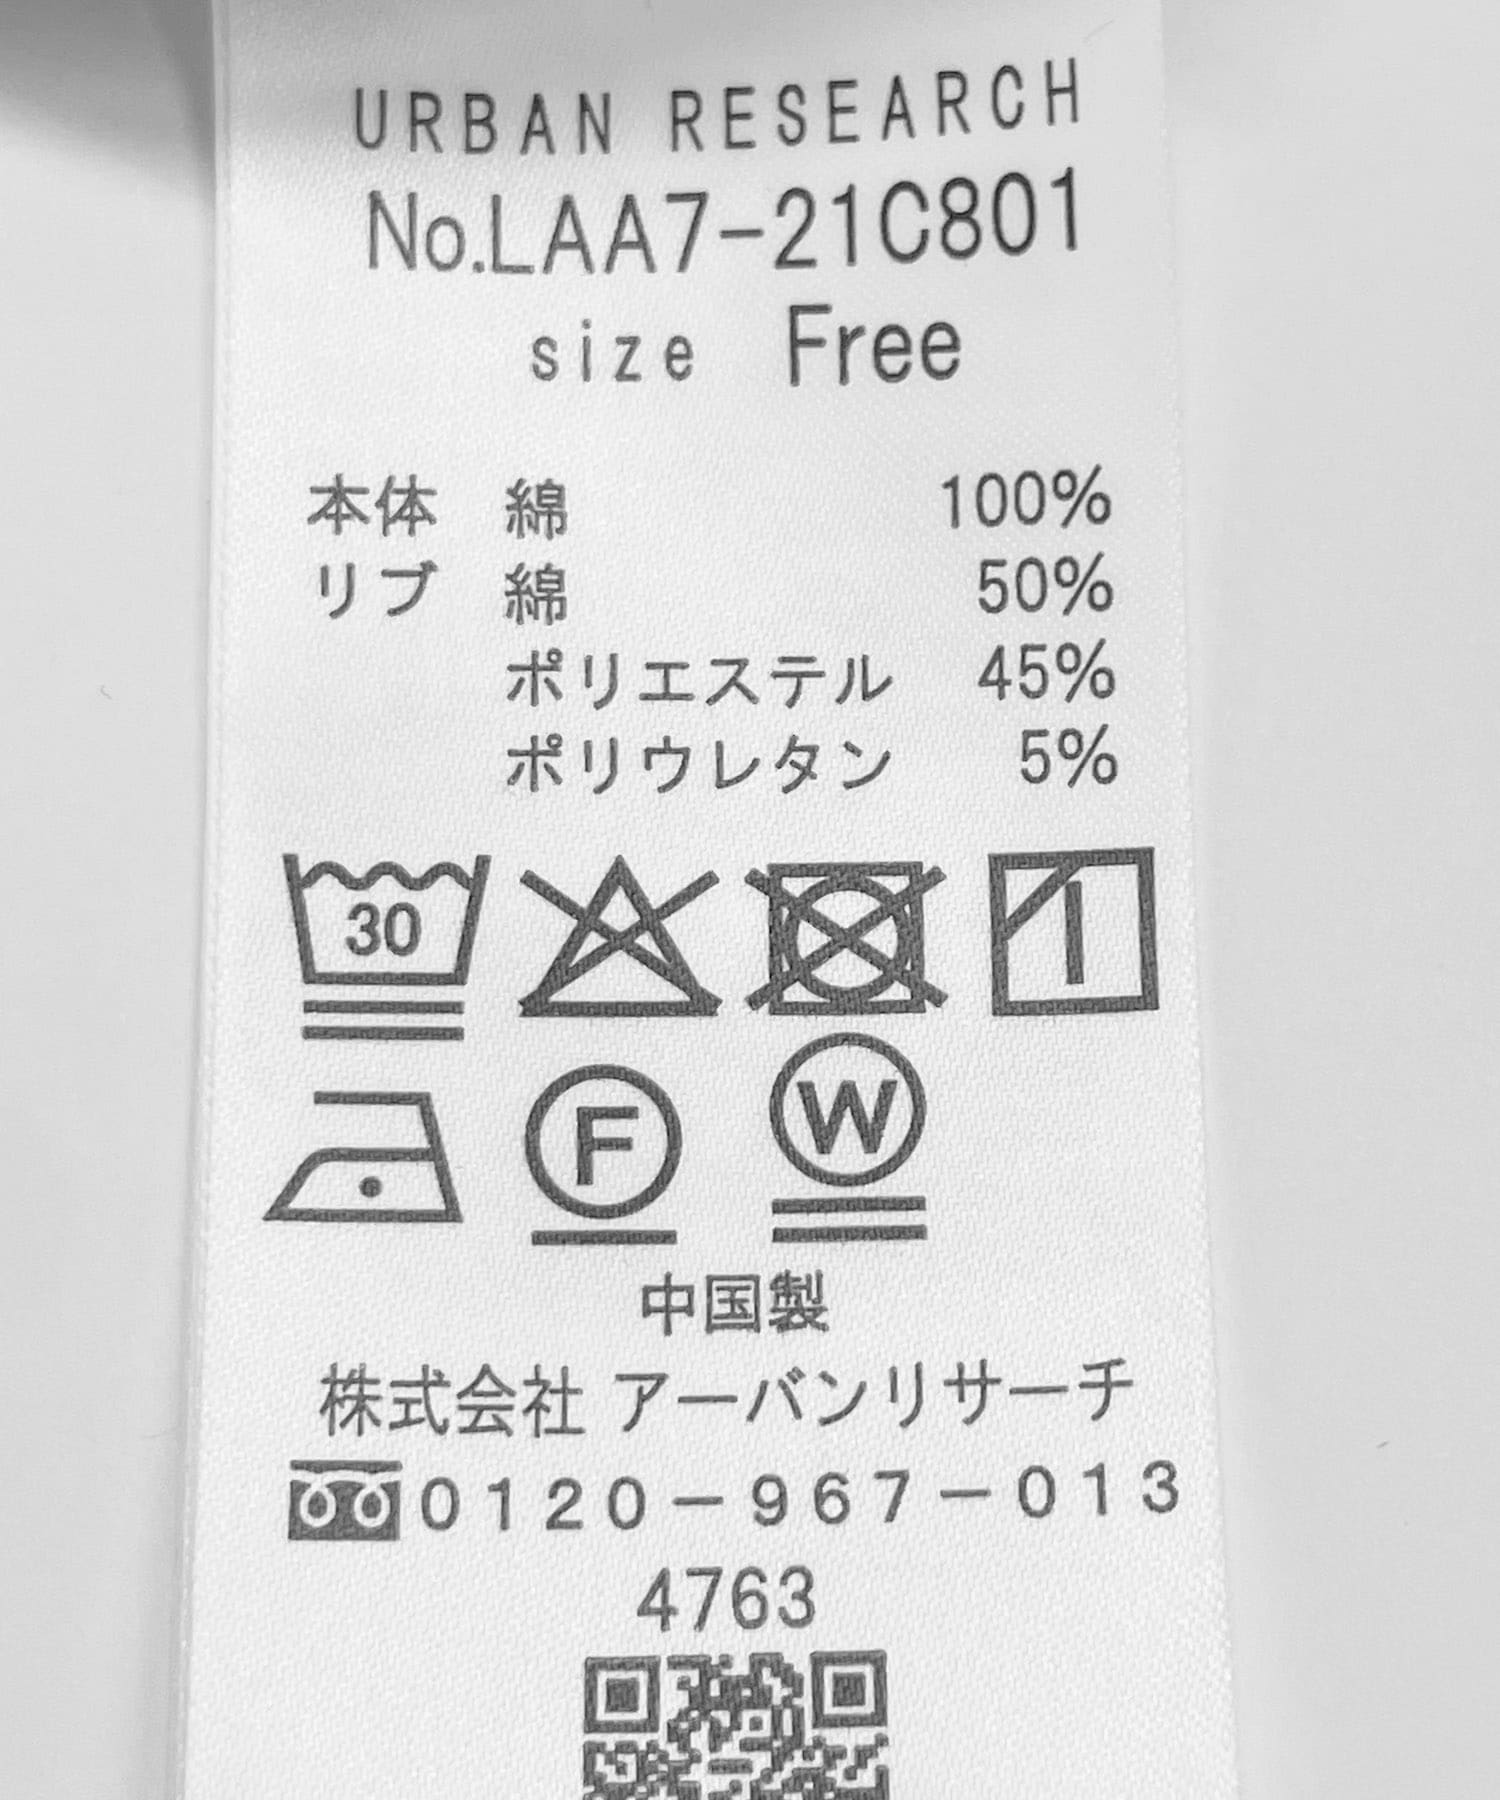 URBAN RESEARCH
No.LAA7-21C801
size Free
本体 綿 100%
リブ 綿 50%
ポリエステル 45%
ポリウレタン 5%
30
F W
中国製
株式会社 アーバンリサーチ
0120-967-013
4763